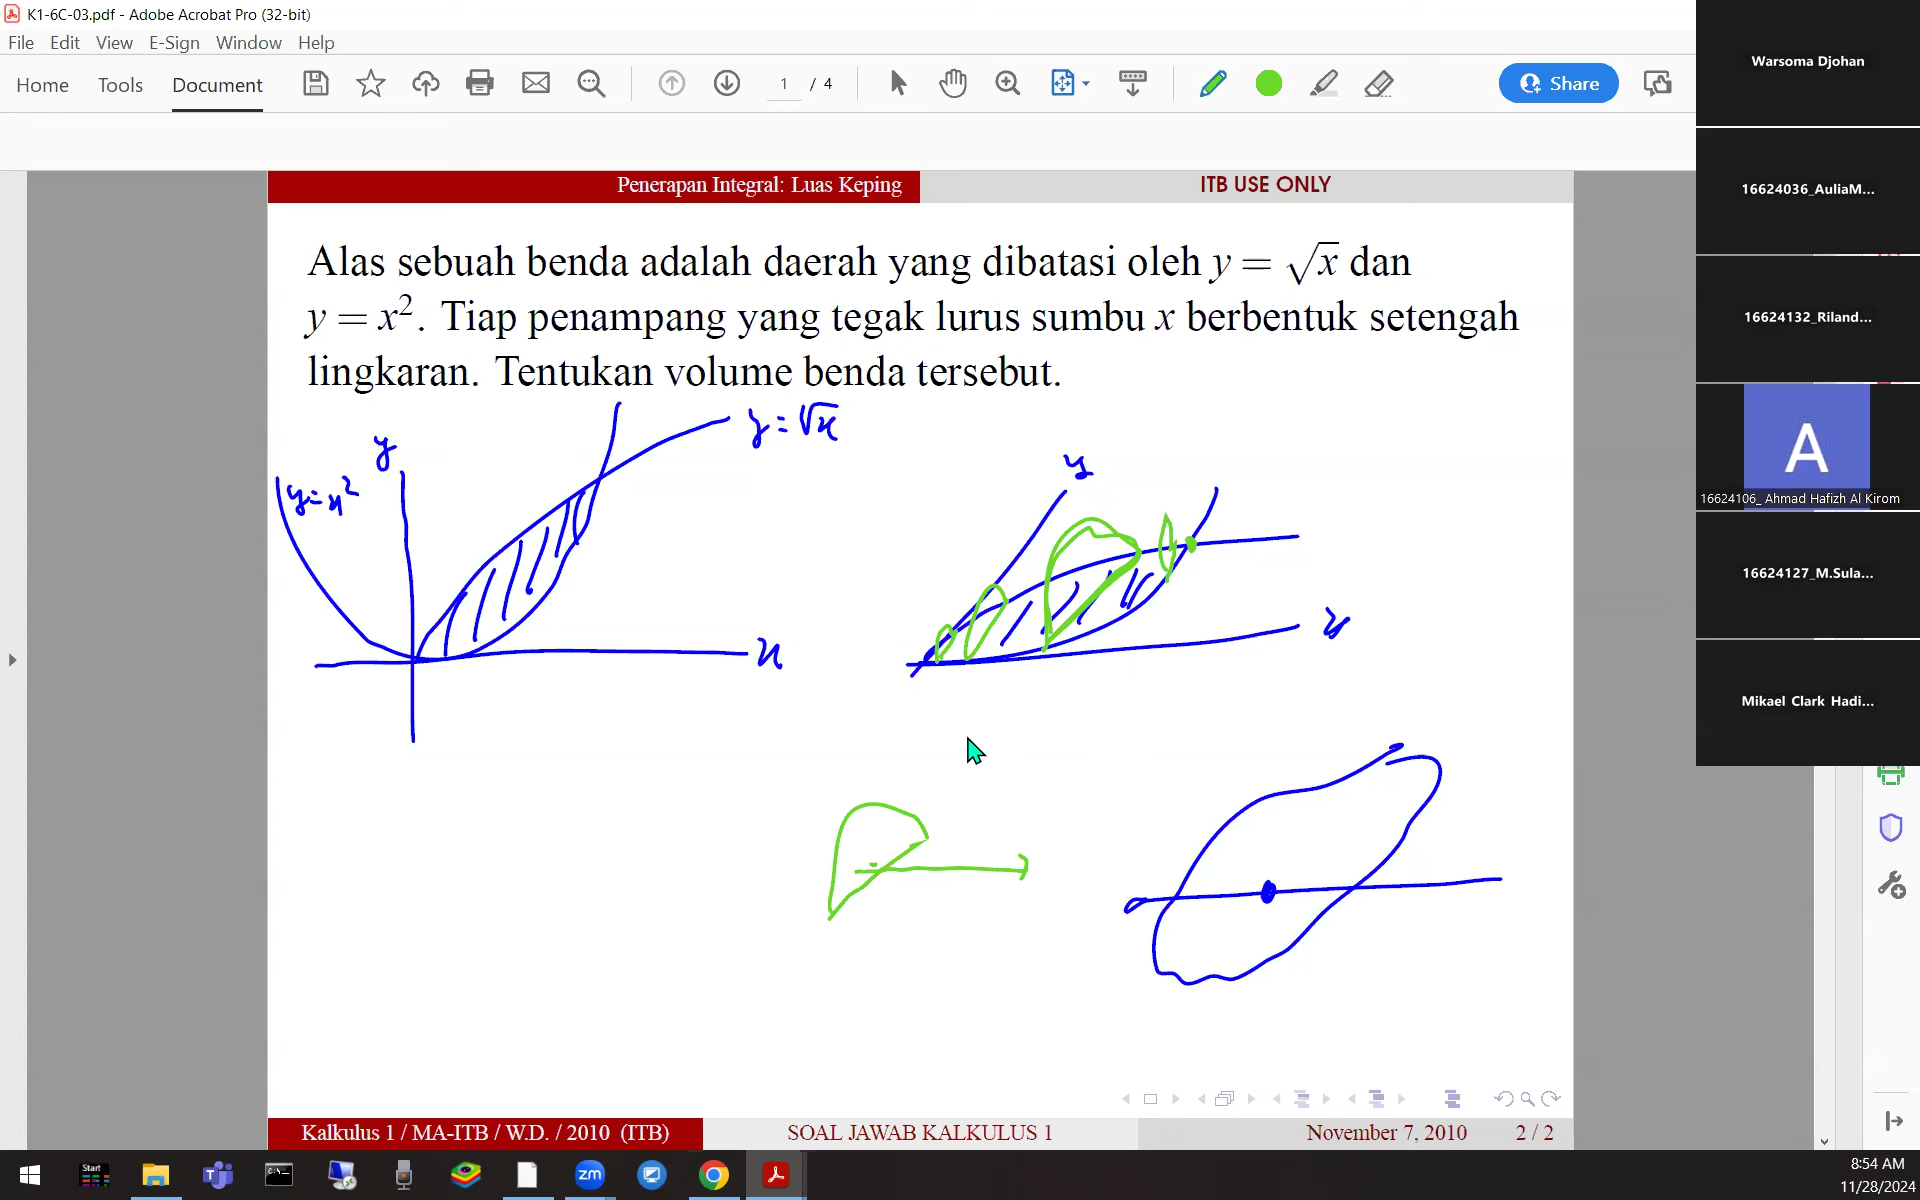 K1-6C-03.pdf - Adobe Acrobat Pro (32-bit)
File Edit View E-Sign Window Help
Home Tools Document 1 / 4 Share
Penerapan Integral: Luas Keping ITB USE ONLY
Alas sebuah benda adalah daerah yang dibatasi oleh y = √x dan
y = x². Tiap penampang yang tegak lurus sumbu x berbentuk setengah
lingkaran. Tentukan volume benda tersebut.
y = √x
y
y = x²
x
y
x
Kalkulus 1 / MA-ITB / W.D. / 2010 (ITB) SOAL JAWAB KALKULUS 1 November 7, 2010 2 / 2
Warsoma Djohan
16624036_AuliaM...
16624132_Riland...
A
16624106_ Ahmad Hafizh Al Kirom
16624127_M.Sula...
Mikael Clark Hadi...
Start
zm
8:54 AM
11/28/2024